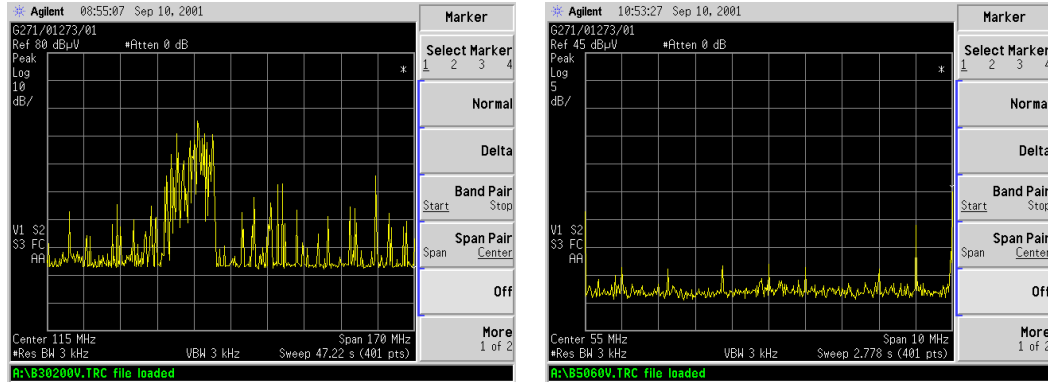 Agilent 08:55:07 Sep 10, 2001
G271/01273/01
Ref 80 dBµV #Atten 0 dB
Peak
Log
10
dB/
*
V1 S2
S3 FC
AA
Center 115 MHz Span 170 MHz
#Res BW 3 kHz VBW 3 kHz Sweep 47.22 s (401 pts)
A:\B30200V.TRC file loaded
Marker
Select Marker
1 2 3 4
Normal
Delta
Band Pair
Start Stop
Span Pair
Span Center
Off
More
1 of 2
Agilent 10:53:27 Sep 10, 2001
G271/01273/01
Ref 45 dBµV #Atten 0 dB
Peak
Log
5
dB/
*
V1 S2
S3 FC
AA
Center 55 MHz Span 10 MHz
#Res BW 3 kHz VBW 3 kHz Sweep 2.778 s (401 pts)
A:\B5060V.TRC file loaded
Marker
Select Marker
1 2 3 4
Norma
Delta
Band Pair
Start Stop
Span Pair
Span Center
Off
More
1 of 2